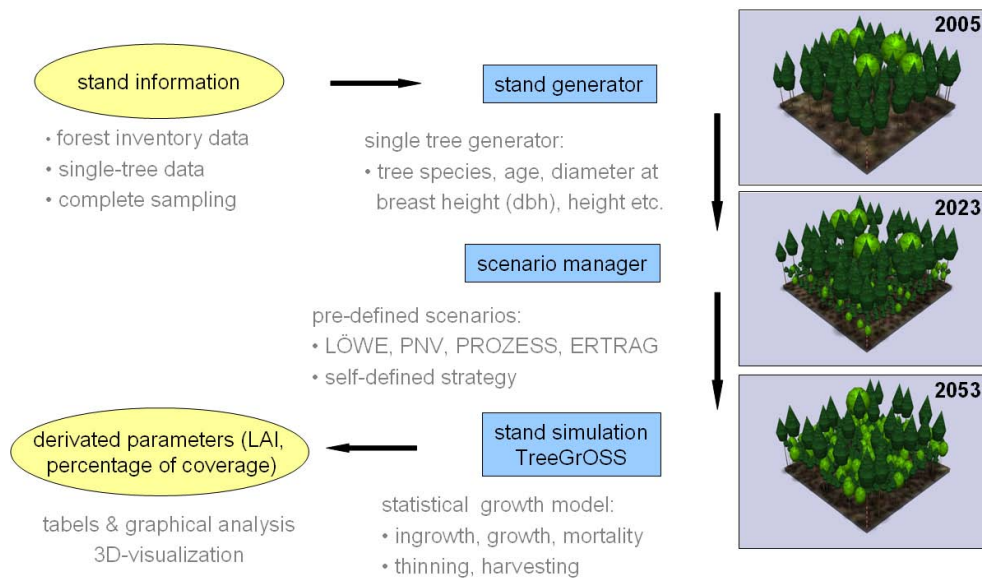 stand information
• forest inventory data
• single-tree data
• complete sampling
stand generator
single tree generator:
• tree species, age, diameter at
breast height (dbh), height etc.
scenario manager
pre-defined scenarios:
• LÖWE, PNV, PROZESS, ERTRAG
• self-defined strategy
stand simulation
TreeGrOSS
statistical growth model:
• ingrowth, growth, mortality
• thinning, harvesting
derivated parameters (LAI,
percentage of coverage)
tabels & graphical analysis
3D-visualization
2005
2023
2053